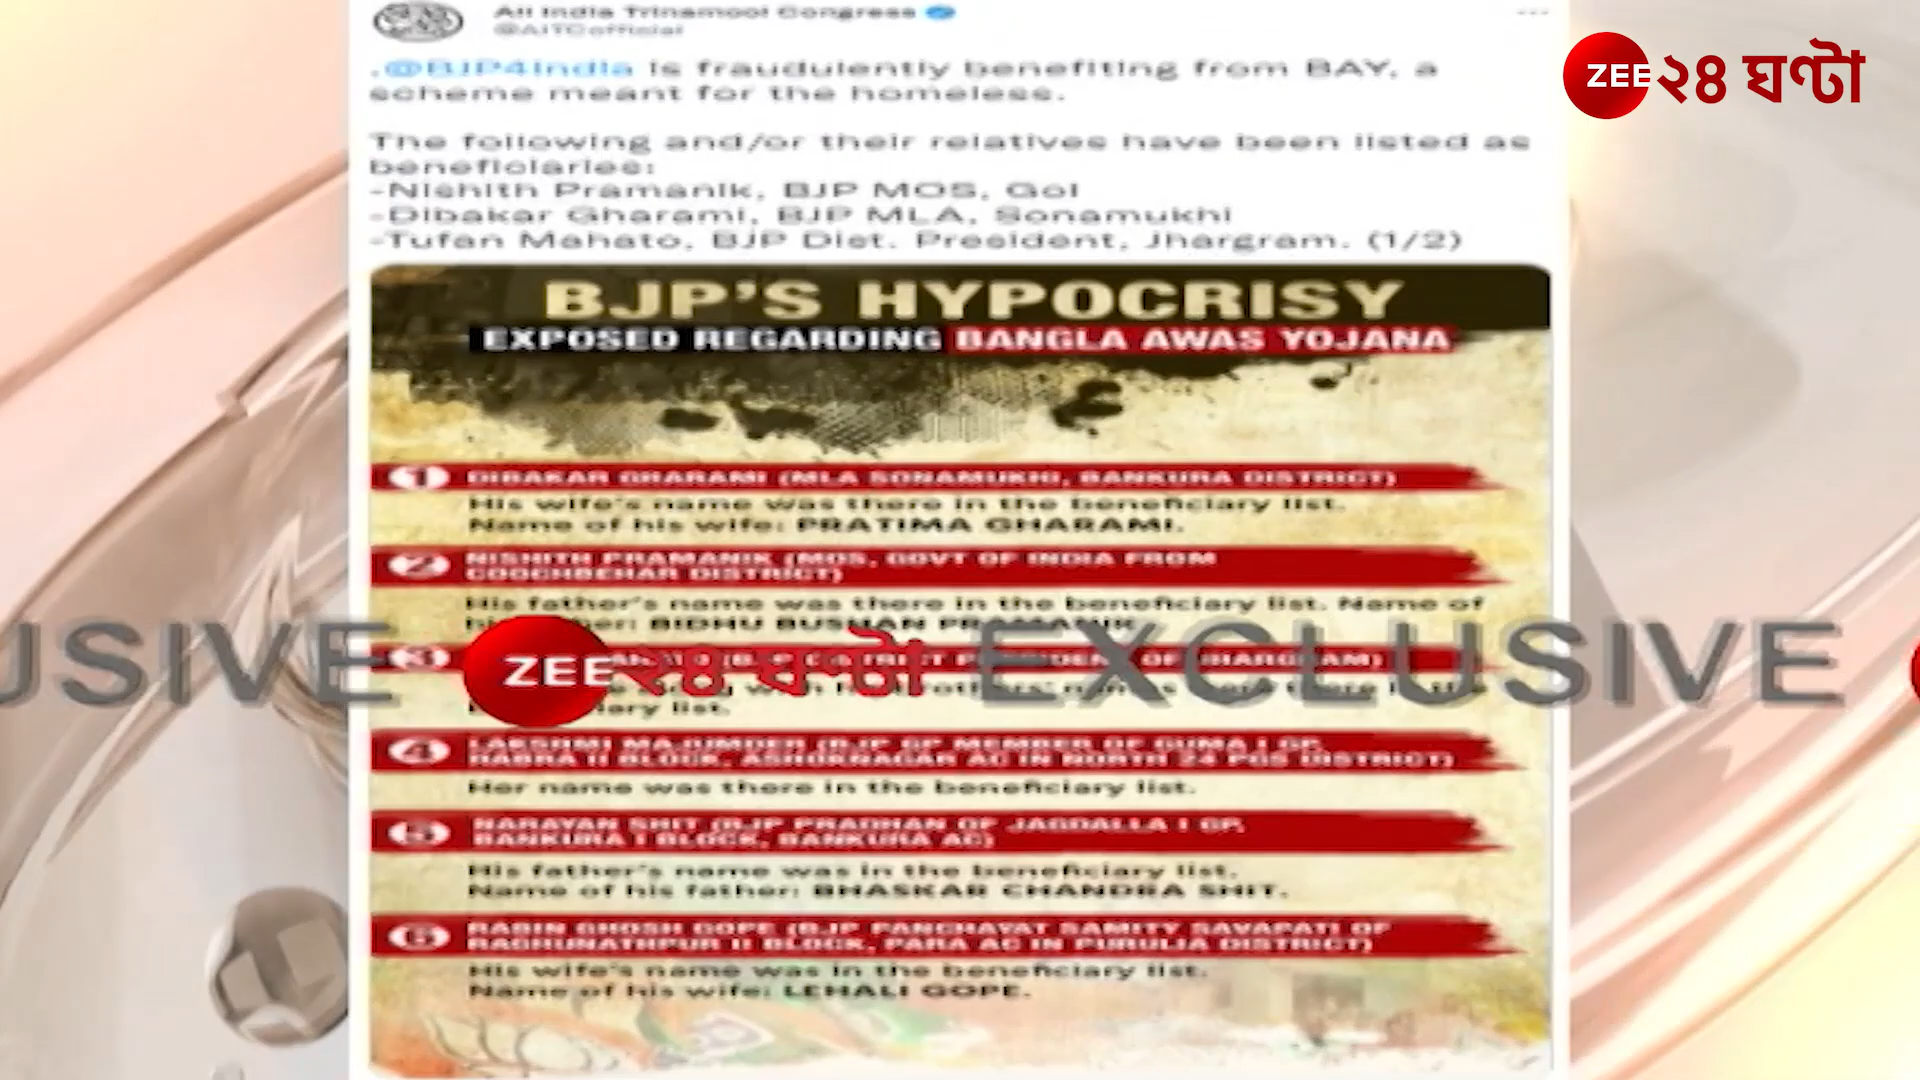 All India Trinamool Congress
@AITCofficial
.@BJP4India is fraudulently benefiting from BAY, a
scheme meant for the homeless.
The following and/or their relatives have been listed as
beneficiaries:
-Nishith Pramanik, BJP MOS, GoI
-Dibakar Gharami, BJP MLA, Sonamukhi
-Tufan Mahato, BJP Dist. President, Jhargram. (1/2)
ZEE ২৪ ঘণ্টা
BJP'S HYPOCRISY
EXPOSED REGARDING BANGLA AWAS YOJANA
1 DIBAKAR GHARAMI (MLA SONAMUKHI, BANKURA DISTRICT)
His wife's name was there in the beneficiary list.
Name of his wife: PRATIMA GHARAMI.
2 NISHITH PRAMANIK (MOS, GOVT OF INDIA FROM
COOCHBEHAR DISTRICT)
His father's name was there in the beneficiary list. Name of
BIDHU BUSHAN PRAMANIK
3 PRESIDENT OF JHARGRAM)
list.
USIVE ZEE ২৪ ঘণ্টা EXCLUSIVE
4 LAKSHMI MAJUMDER (BJP GP MEMBER OF GUMA I GP,
HABRA II BLOCK, ASHOKNAGAR AC IN NORTH 24 PGS DISTRICT)
Her name was there in the beneficiary list.
5 NARAYAN SHIT (BJP PRADHAN OF JAGDALLA I GP,
BANKURA I BLOCK, BANKURA AC)
His father's name was in the beneficiary list.
Name of his father: BHASKAR CHANDRA SHIT.
6 RABIN GHOSH GOPE (BJP PANCHAYAT SAMITY SAVAPATI OF
RAGHUNATHPUR II BLOCK, PARA AC IN PURULIA DISTRICT)
His wife's name was in the beneficiary list.
Name of his wife: LEHALI GOPE.